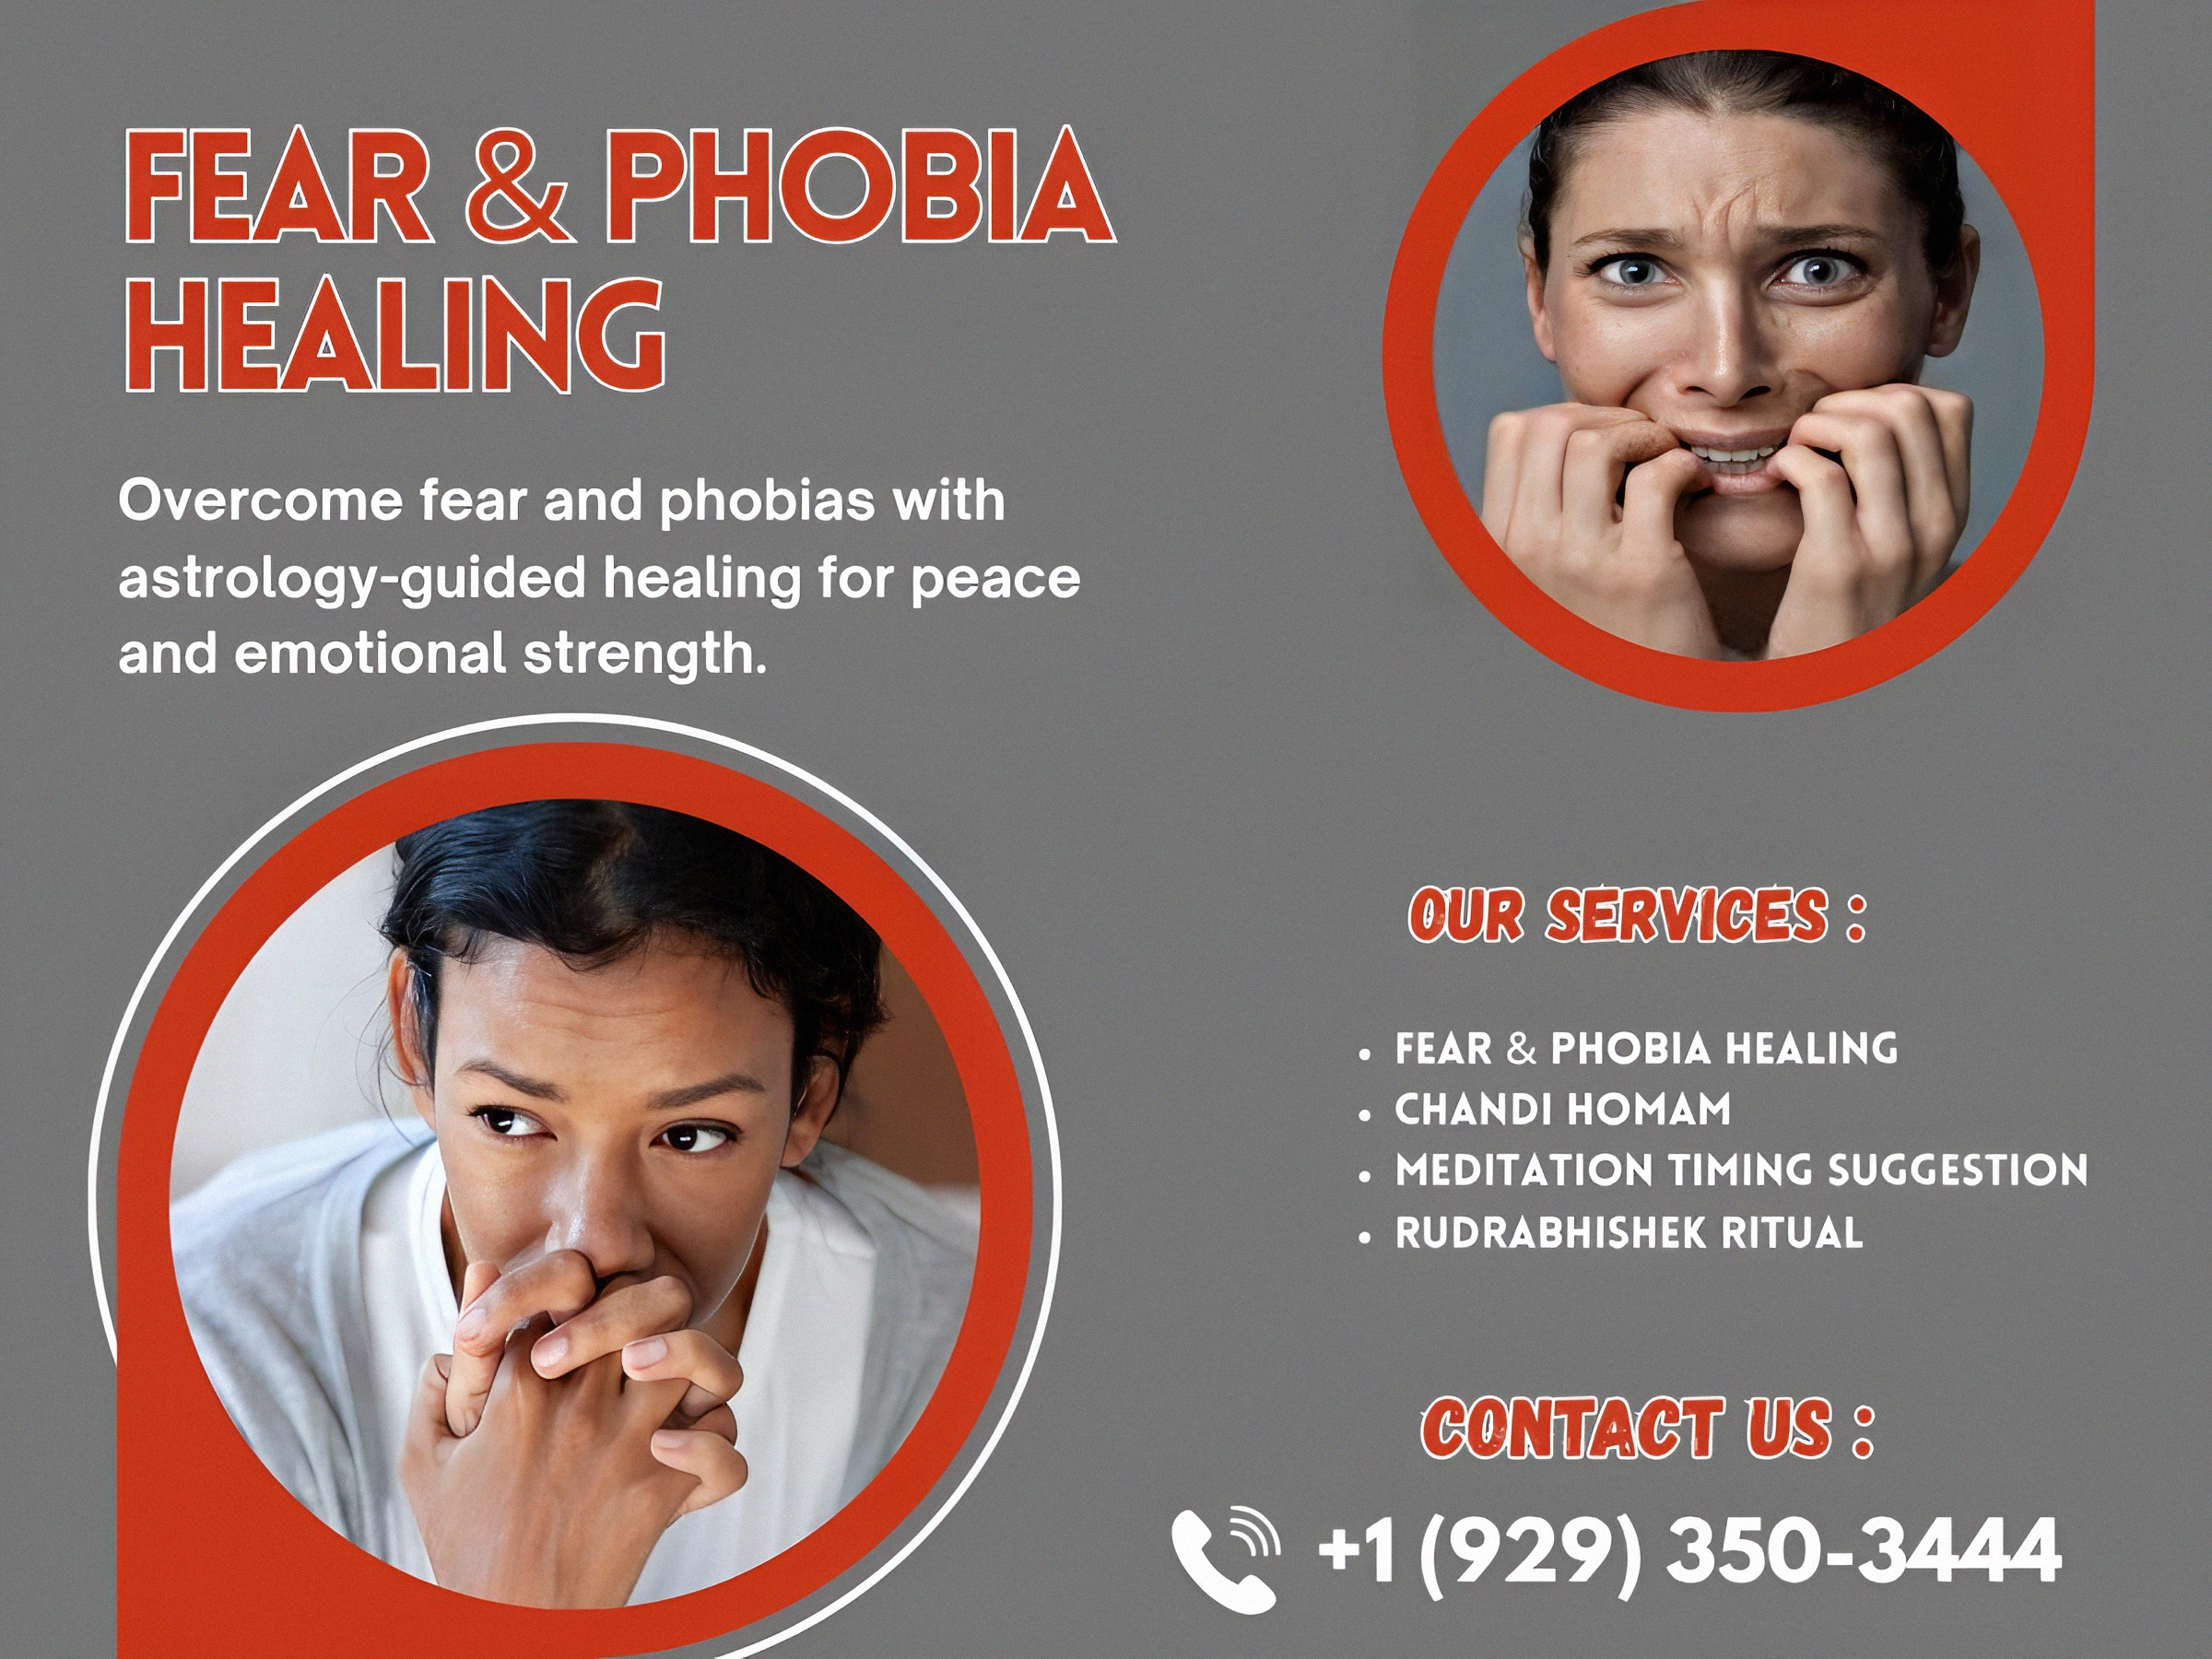 FEAR & PHOBIA
HEALING
Overcome fear and phobias with
astrology-guided healing for peace
and emotional strength.
OUR SERVICES :
• FEAR & PHOBIA HEALING
• CHANDI HOMAM
• MEDITATION TIMING SUGGESTION
• RUDRABHISHEK RITUAL
CONTACT US :
+1 (929) 350-3444